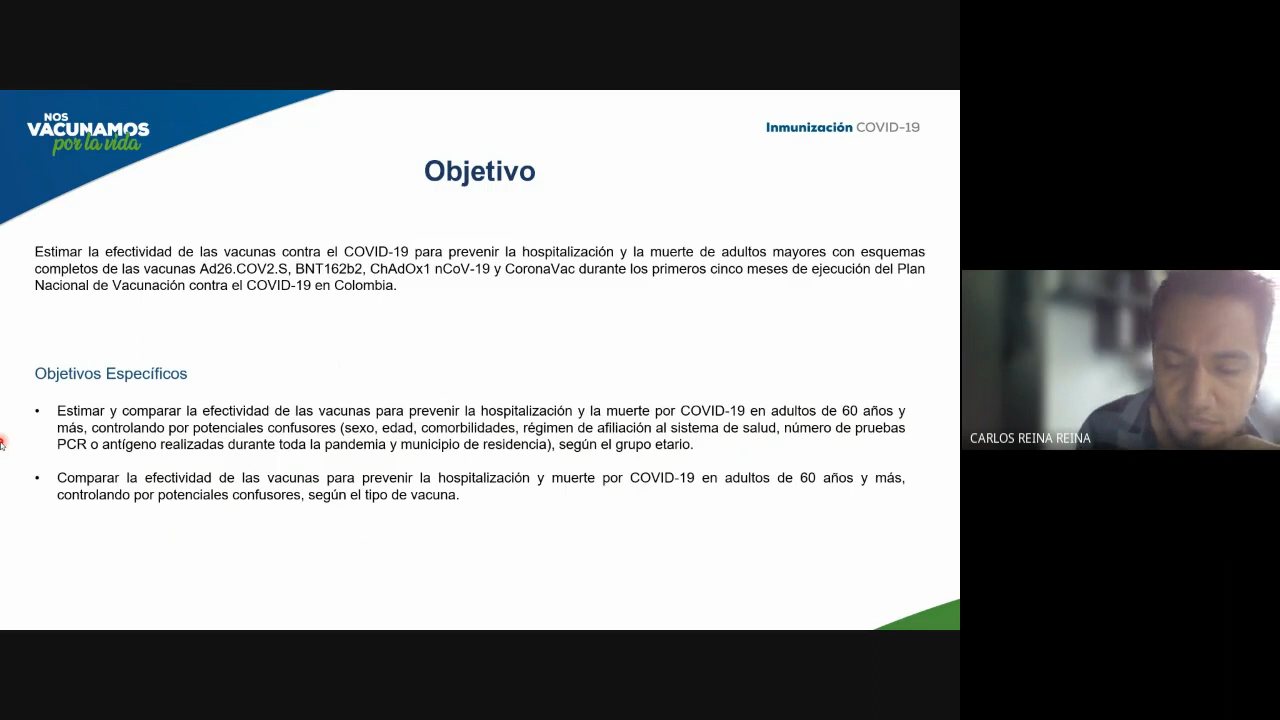 NOS
VACUNAMOS
por la vida
Inmunización COVID-19
Objetivo
Estimar la efectividad de las vacunas contra el COVID-19 para prevenir la hospitalización y la muerte de adultos mayores con esquemas
completos de las vacunas Ad26.COV2.S, BNT162b2, ChAdOx1 nCoV-19 y CoronaVac durante los primeros cinco meses de ejecución del Plan
Nacional de Vacunación contra el COVID-19 en Colombia.
Objetivos Específicos
• Estimar y comparar la efectividad de las vacunas para prevenir la hospitalización y la muerte por COVID-19 en adultos de 60 años y
más, controlando por potenciales confusores (sexo, edad, comorbilidades, régimen de afiliación al sistema de salud, número de pruebas
PCR o antígeno realizadas durante toda la pandemia y municipio de residencia), según el grupo etario.
• Comparar la efectividad de las vacunas para prevenir la hospitalización y muerte por COVID-19 en adultos de 60 años y más,
controlando por potenciales confusores, según el tipo de vacuna.
CARLOS REINA REINA